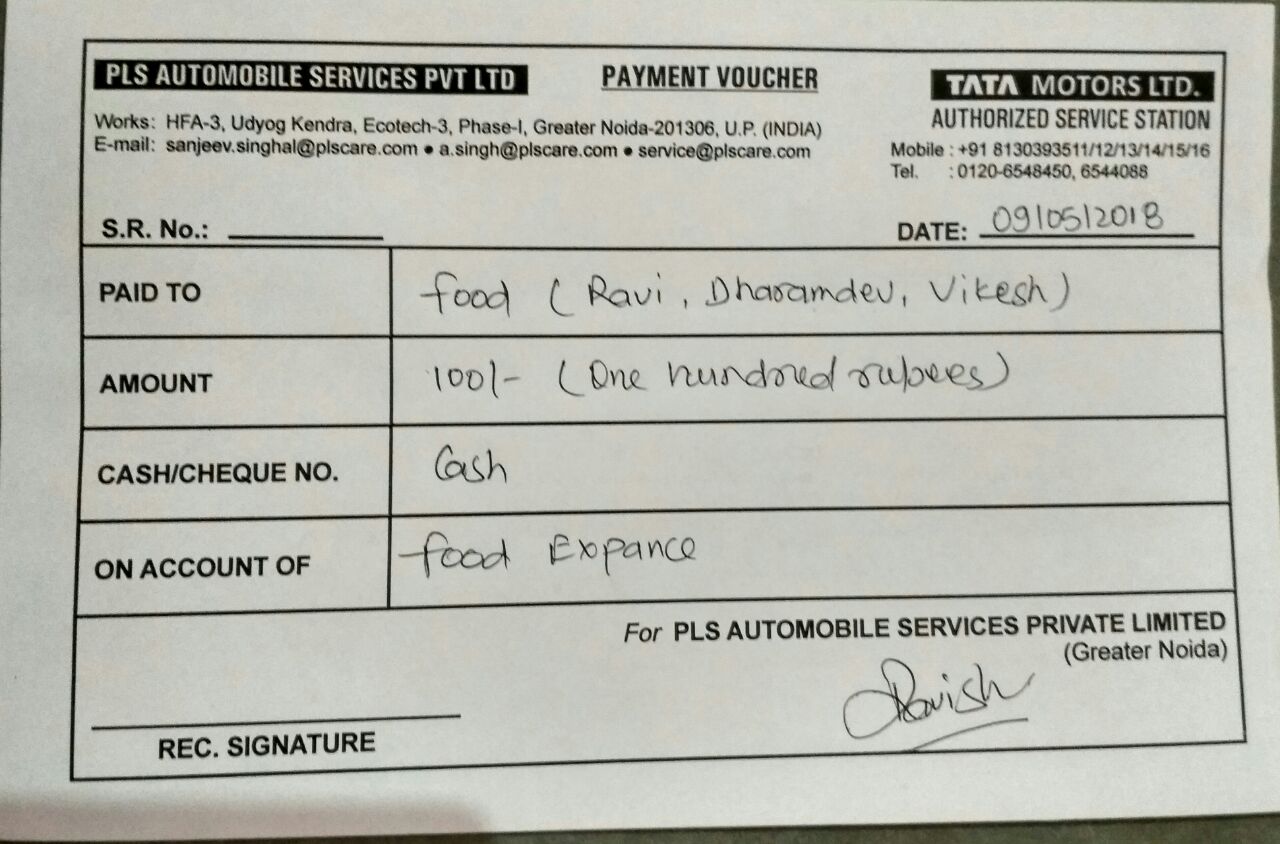 PLS AUTOMOBILE SERVICES PVT LTD
PAYMENT VOUCHER
TATA MOTORS LTD.
AUTHORIZED SERVICE STATION
Works: HFA-3, Udyog Kendra, Ecotech-3, Phase-I, Greater Noida-201306, U.P. (INDIA)
E-mail: sanjeev.singhal@plscare.com • a.singh@plscare.com • service@plscare.com
Mobile : +91 8130393511/12/13/14/15/16
Tel. : 0120-6548450, 6544088
S.R. No.:
DATE: 09/05/2018
PAID TO food (Ravi, Dharamdev, Vikesh)
AMOUNT 100/- (One hundred rupees)
CASH/CHEQUE NO. Cash
ON ACCOUNT OF food Expance
For PLS AUTOMOBILE SERVICES PRIVATE LIMITED
(Greater Noida)
Ravish
REC. SIGNATURE